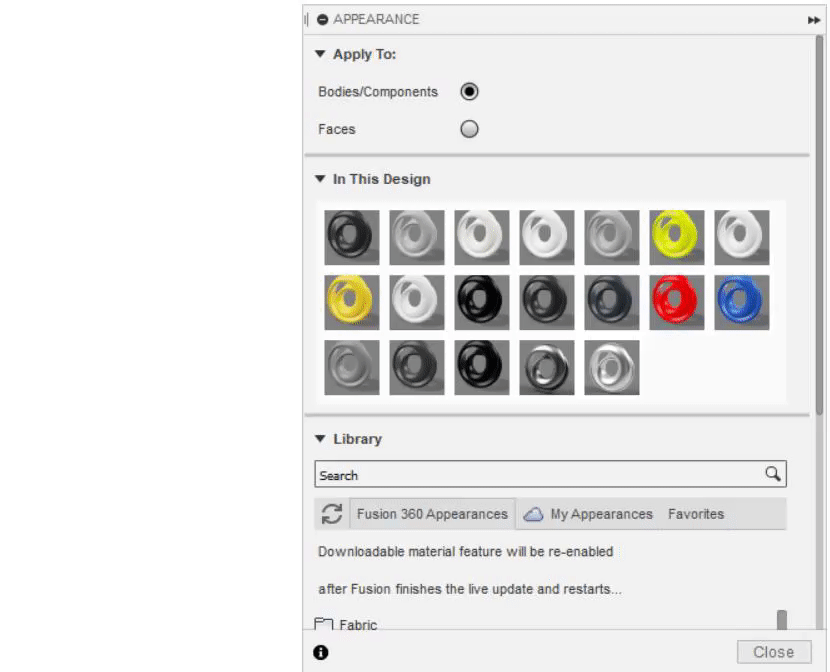 APPEARANCE
Apply To:
Bodies/Components
Faces
In This Design
Library
Search
Fusion 360 Appearances My Appearances Favorites
Downloadable material feature will be re-enabled
after Fusion finishes the live update and restarts...
Fabric
Close